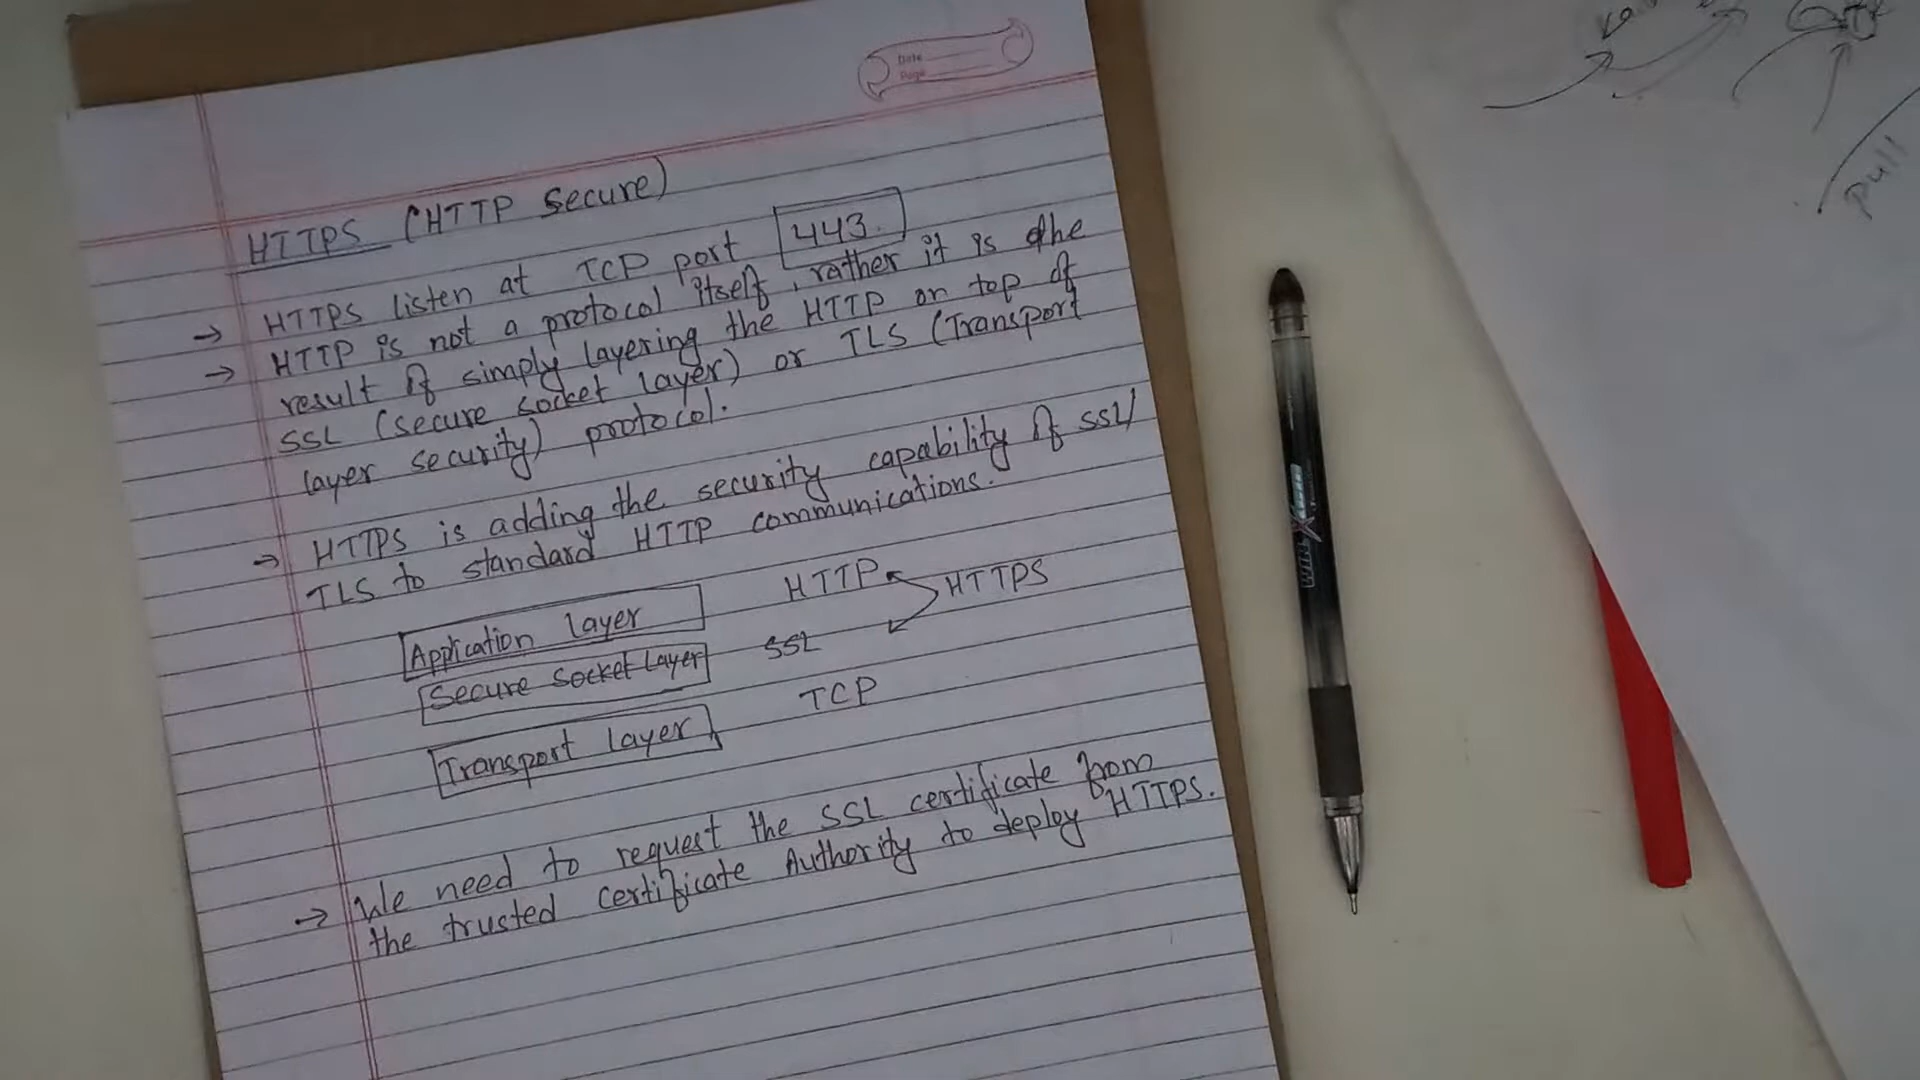 Date
Page
HTTPS (HTTP Secure)
→ HTTPS listen at TCP port 443.
→ HTTP is not a protocol itself, rather it is the
result of simply layering the HTTP on top of
SSL (secure socket layer) or TLS (Transport
layer security) protocol.
→ HTTPS is adding the security capability of SSL/
TLS to standard HTTP communications.
Application layer HTTP HTTPS
Secure Socket Layer SSL
Transport layer TCP
→ We need to request the SSL certificate from
the trusted certificate Authority to deploy HTTPS.
WIN
pull